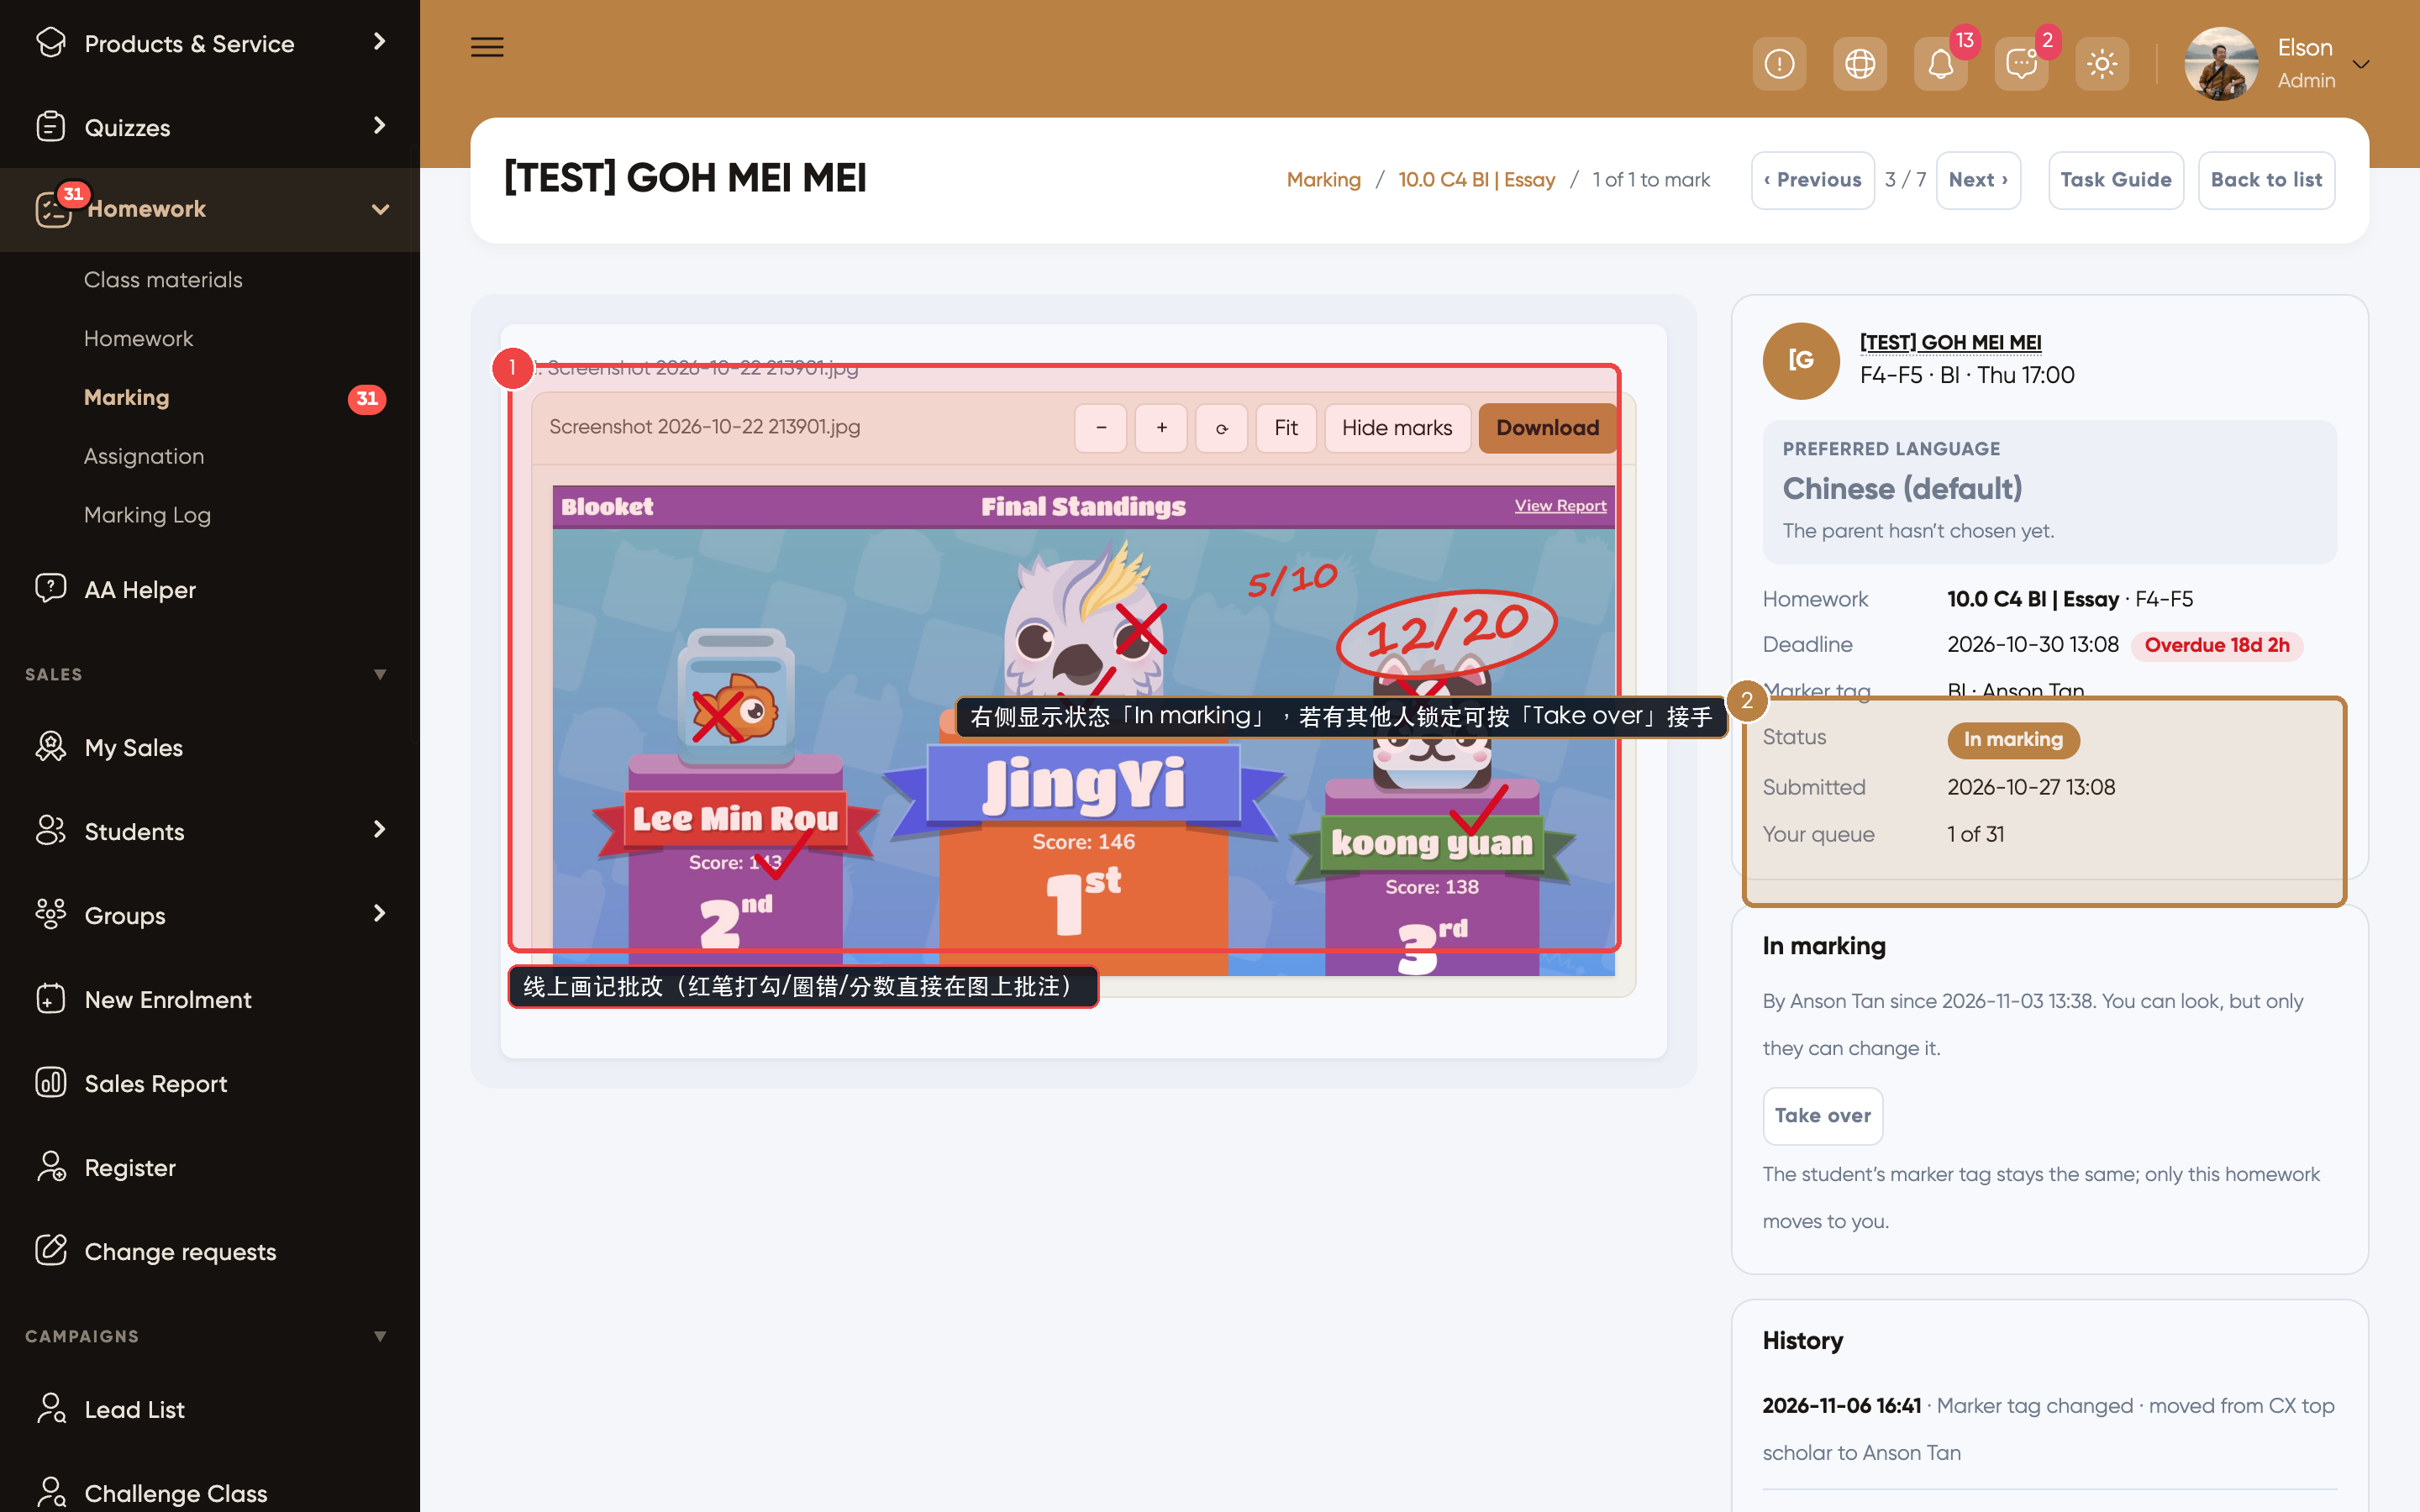 Products & Service
Quizzes
31
Homework
Class materials
Homework
Marking
31
Assignation
Marking Log
AA Helper
SALES
My Sales
Students
Groups
New Enrolment
Sales Report
Register
Change requests
CAMPAIGNS
Lead List
Challenge Class
13
2
Elson
Admin
[TEST] GOH MEI MEI
Marking / 10.0 C4 BI | Essay / 1 of 1 to mark
‹ Previous
3 / 7
Next ›
Task Guide
Back to list
1
Screenshot 2026-10-22 213901.jpg
Screenshot 2026-10-22 213901.jpg
Fit
Hide marks
Download
Blooket
Final Standings
View Report
5/10
12/20
JingYi
Score: 146
1st
Lee Min Rou
Score: 143
2nd
koong yuan
Score: 138
3rd
右侧显示状态「In marking」，若有其他人锁定可按「Take over」接手
线上画记批改（红笔打勾/圈错/分数直接在图上批注）
[G
[TEST] GOH MEI MEI
F4-F5 · BI · Thu 17:00
PREFERRED LANGUAGE
Chinese (default)
The parent hasn't chosen yet.
Homework 10.0 C4 BI | Essay · F4-F5
Deadline 2026-10-30 13:08 Overdue 18d 2h
Marker tag BI · Anson Tan
2
Status In marking
Submitted 2026-10-27 13:08
Your queue 1 of 31
In marking
By Anson Tan since 2026-11-03 13:38. You can look, but only
they can change it.
Take over
The student's marker tag stays the same; only this homework
moves to you.
History
2026-11-06 16:41 · Marker tag changed · moved from CX top
scholar to Anson Tan